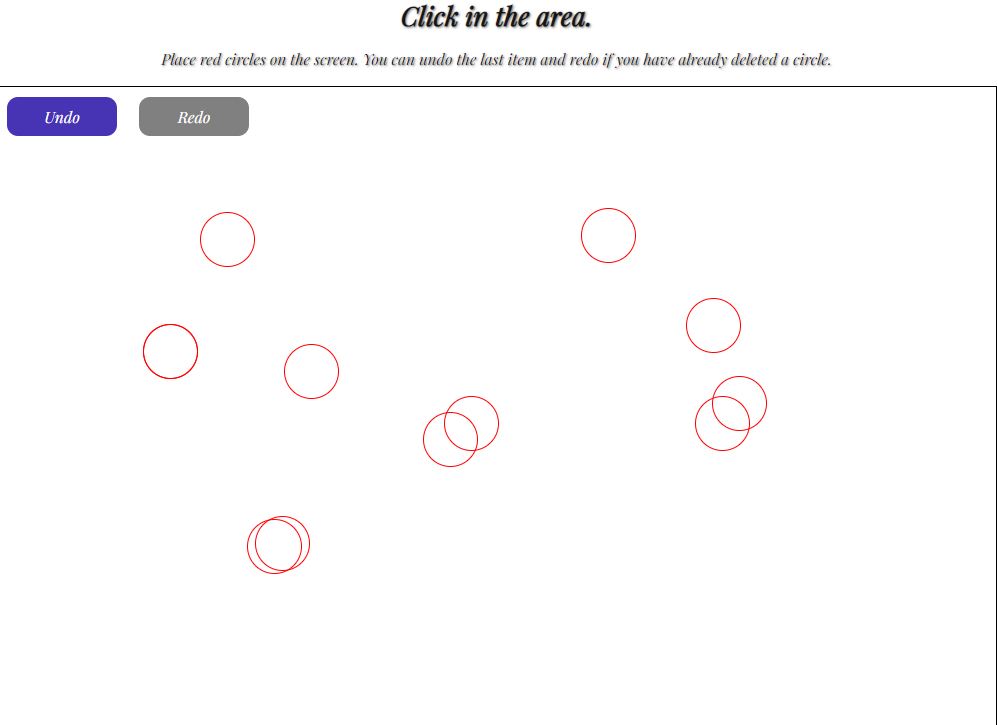 Click in the area.
Place red circles on the screen. You can undo the last item and redo if you have already deleted a circle.
Undo
Redo